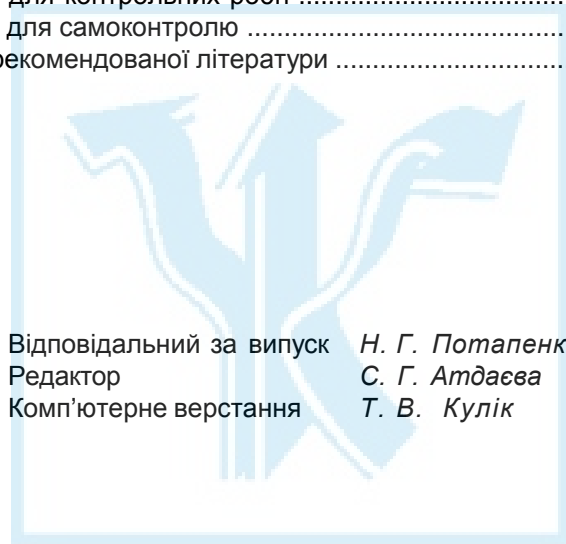 для контрольних робіт ....................................
для самоконтролю ...........................................
рекомендованої літератури ..............................
Відповідальний за випуск Н. Г. Потапенк
Редактор С. Г. Атдаєва
Комп’ютерне верстання Т. В. Кулік